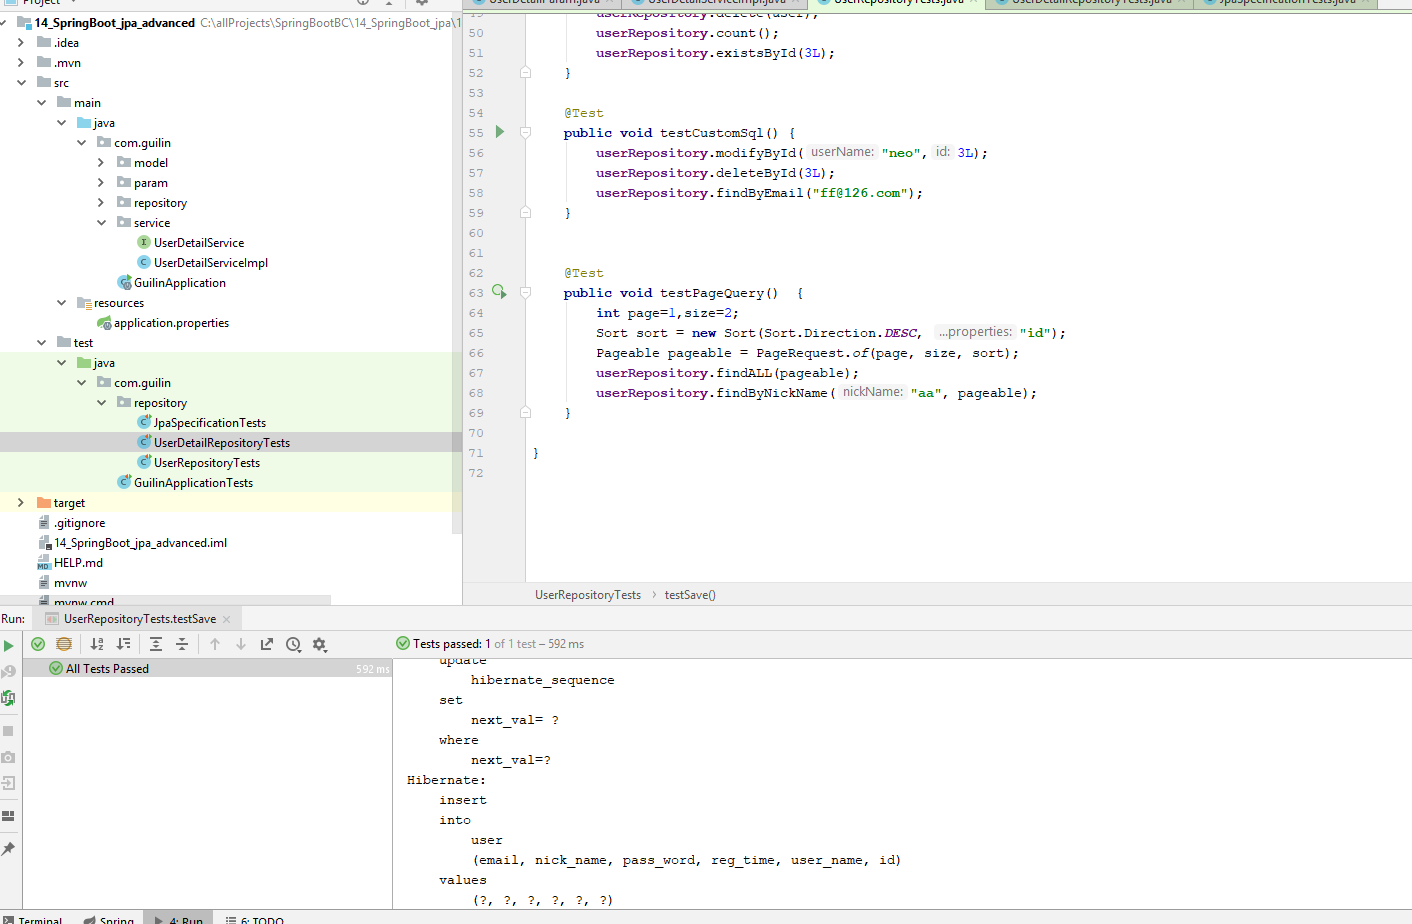 Project
14_SpringBoot_jpa_advanced C:\allProjects\SpringBootBC\14_SpringBoot_jpa\1
.idea
.mvn
src
main
java
com.guilin
model
param
repository
service
UserDetailService
UserDetailServiceImpl
GuilinApplication
resources
application.properties
test
java
com.guilin
repository
JpaSpecificationTests
UserDetailRepositoryTests
UserRepositoryTests
GuilinApplicationTests
target
.gitignore
14_SpringBoot_jpa_advanced.iml
HELP.md
mvnw
mvnw.cmd
UserDetailParam.java UserDetailServiceImpl.java UserRepositoryTests.java UserDetailRepositoryTests.java JpaSpecificationTests.java
49 userRepository.delete(user);
50 userRepository.count();
51 userRepository.existsById(3L);
52 }
53
54 @Test
55 public void testCustomSql() {
56 userRepository.modifyById( userName: "neo", id: 3L);
57 userRepository.deleteById(3L);
58 userRepository.findByEmail("ff@126.com");
59 }
60
61
62 @Test
63 public void testPageQuery() {
64 int page=1,size=2;
65 Sort sort = new Sort(Sort.Direction.DESC, ...properties: "id");
66 Pageable pageable = PageRequest.of(page, size, sort);
67 userRepository.findALL(pageable);
68 userRepository.findByNickName( nickName: "aa", pageable);
69 }
70
71 }
72
UserRepositoryTests › testSave()
Run: UserRepositoryTests.testSave
Tests passed: 1 of 1 test – 592 ms
All Tests Passed 592 ms
update
hibernate_sequence
set
next_val= ?
where
next_val=?
Hibernate:
insert
into
user
(email, nick_name, pass_word, reg_time, user_name, id)
values
(?, ?, ?, ?, ?, ?)
Terminal Spring 4: Run 6: TODO